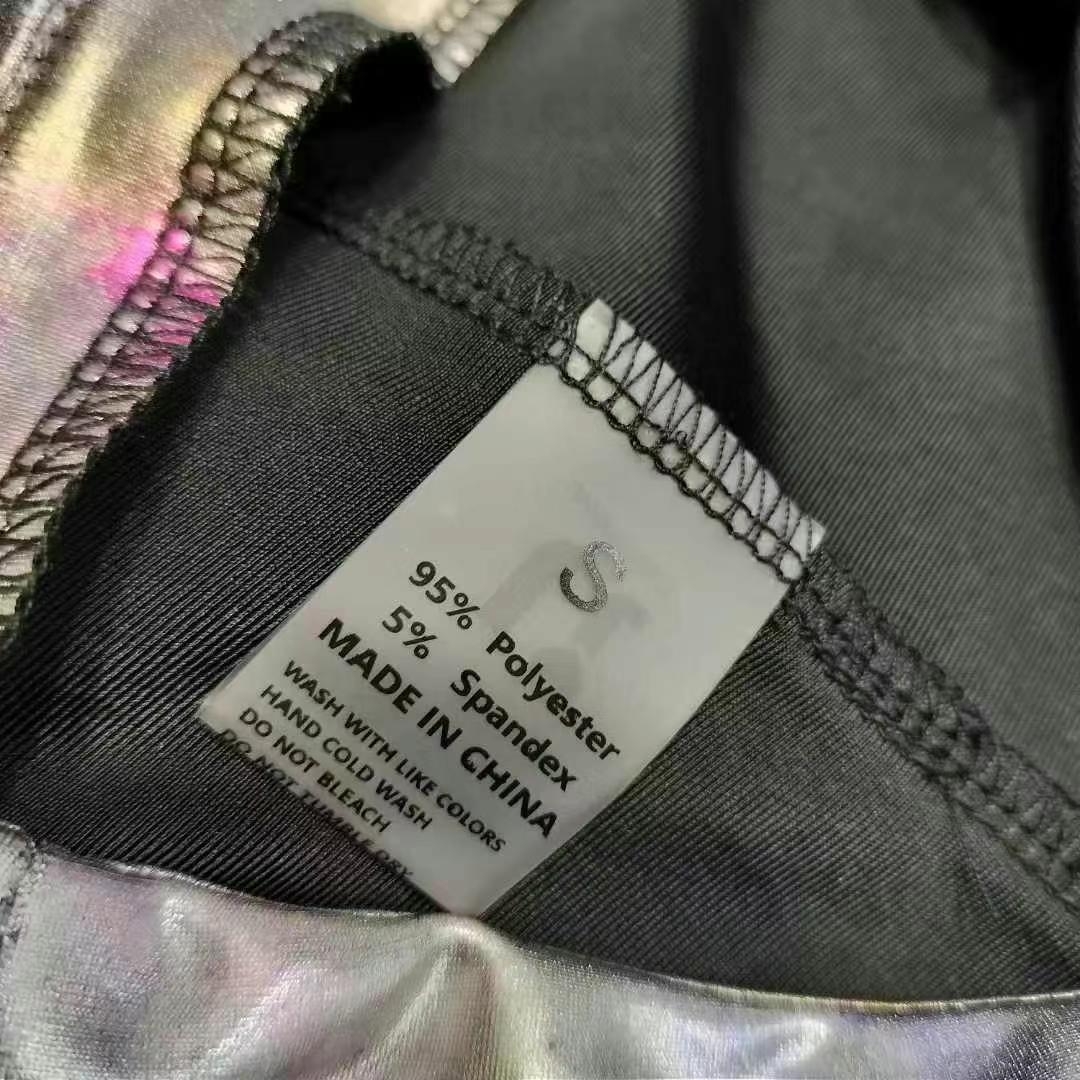 S
95% Polyester
5% Spandex
MADE IN CHINA
WASH WITH LIKE COLORS
HAND COLD WASH
DO NOT BLEACH
DO NOT TUMBLE DRY